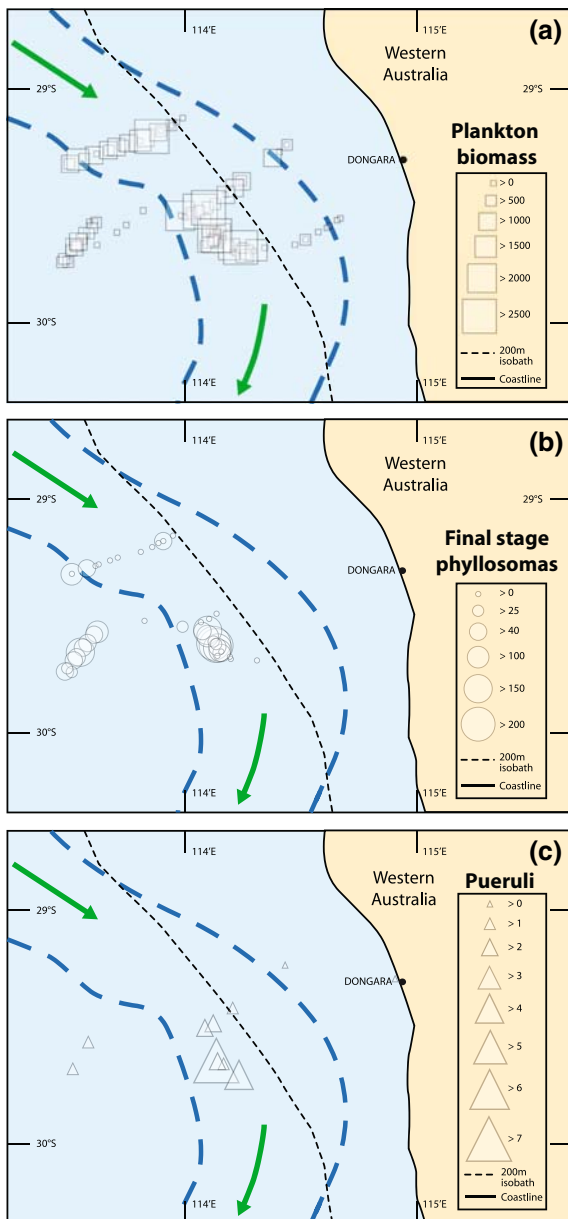 114′E
(a)
Western
Australia
29°S
29°S
Plankton
biomass
DONGARA
> 0
> 500
> 1000
> 1500
> 2000
> 2500
30°S
200m
isobath
Coastline
114′E
115′E
114′E
(b)
Western
Australia
29°S
29°S
Final stage
phyllosomas
DONGARA
> 0
> 25
> 40
> 100
> 150
> 200
30°S
200m
isobath
Coastline
114′E
115′E
114′E
(c)
Western
Australia
Pueruli
29°S
29°S
> 0
> 1
> 2
DONGARA
> 3
> 4
> 5
> 6
> 7
30°S
200m
isobath
Coastline
114′E
115′E